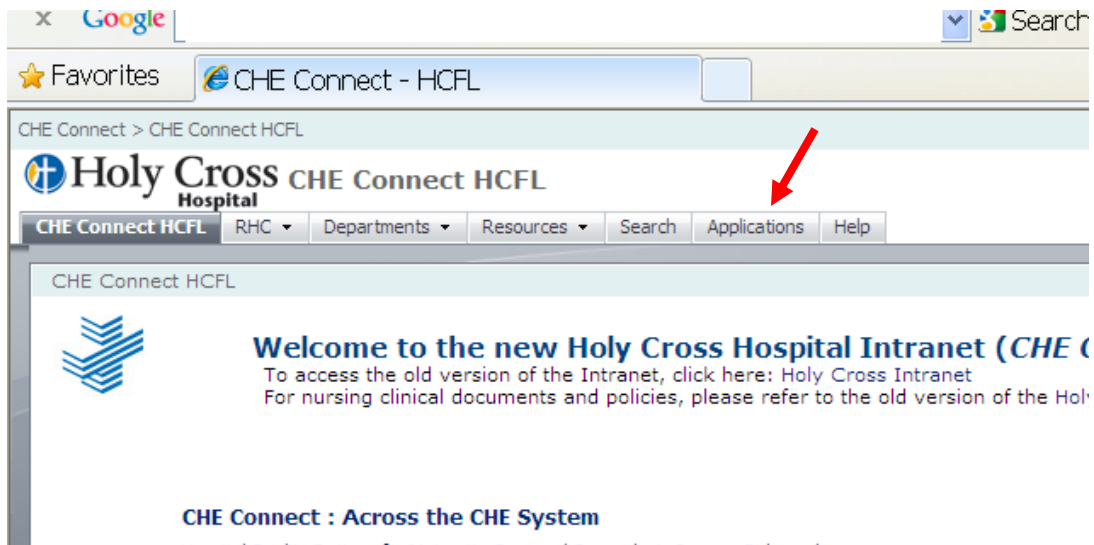 x Google Search
Favorites CHE Connect - HCFL
CHE Connect > CHE Connect HCFL
Holy Cross Hospital CHE Connect HCFL
CHE Connect HCFL RHC Departments Resources Search Applications Help
CHE Connect HCFL
Welcome to the new Holy Cross Hospital Intranet (CHE
To access the old version of the Intranet, click here: Holy Cross Intranet
For nursing clinical documents and policies, please refer to the old version of the
CHE Connect : Across the CHE System